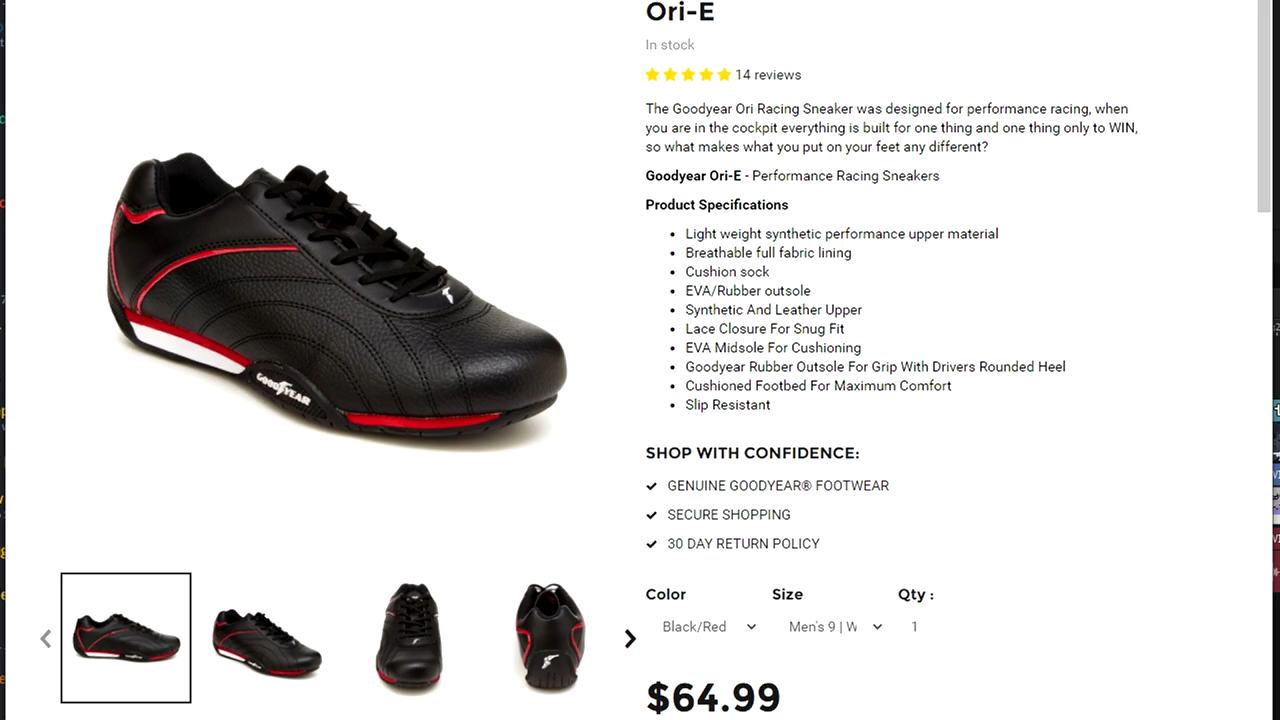 Ori-E
In stock
14 reviews
The Goodyear Ori Racing Sneaker was designed for performance racing, when
you are in the cockpit everything is built for one thing and one thing only to WIN,
so what makes what you put on your feet any different?
Goodyear Ori-E - Performance Racing Sneakers
Product Specifications
• Light weight synthetic performance upper material
• Breathable full fabric lining
• Cushion sock
• EVA/Rubber outsole
• Synthetic And Leather Upper
• Lace Closure For Snug Fit
• EVA Midsole For Cushioning
• Goodyear Rubber Outsole For Grip With Drivers Rounded Heel
• Cushioned Footbed For Maximum Comfort
• Slip Resistant
GOODYEAR
SHOP WITH CONFIDENCE:
GENUINE GOODYEAR® FOOTWEAR
SECURE SHOPPING
30 DAY RETURN POLICY
Color Size Qty :
Black/Red Men's 9 | W 1
$64.99